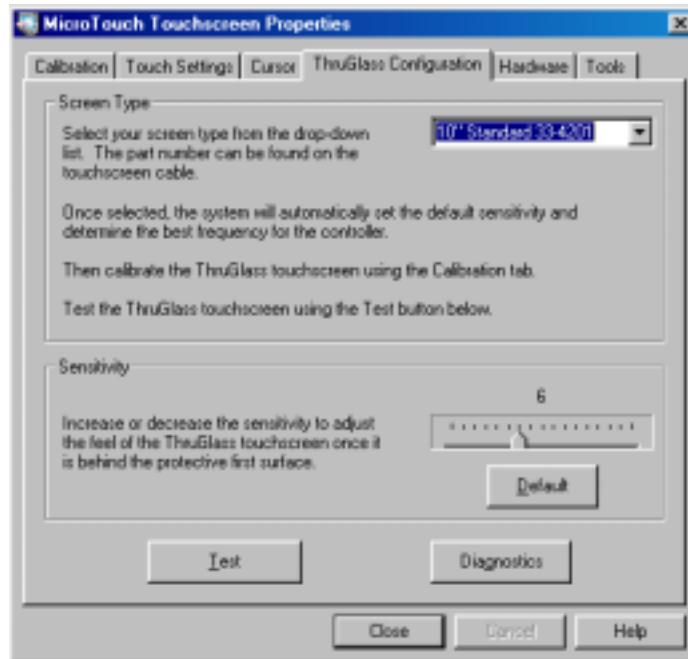 MicroTouch Touchscreen Properties
Calibration Touch Settings Cursor ThruGlass Configuration Hardware Tools
Screen Type
Select your screen type from the drop-down
list. The part number can be found on the
touchscreen cable.
10" Standard 33-4201
Once selected, the system will automatically set the default sensitivity and
determine the best frequency for the controller.
Then calibrate the ThruGlass touchscreen using the Calibration tab.
Test the ThruGlass touchscreen using the Test button below.
Sensitivity
6
Increase or decrease the sensitivity to adjust
the feel of the ThruGlass touchscreen once it
is behind the protective first surface.
Default
Test Diagnostics
Close Cancel Help